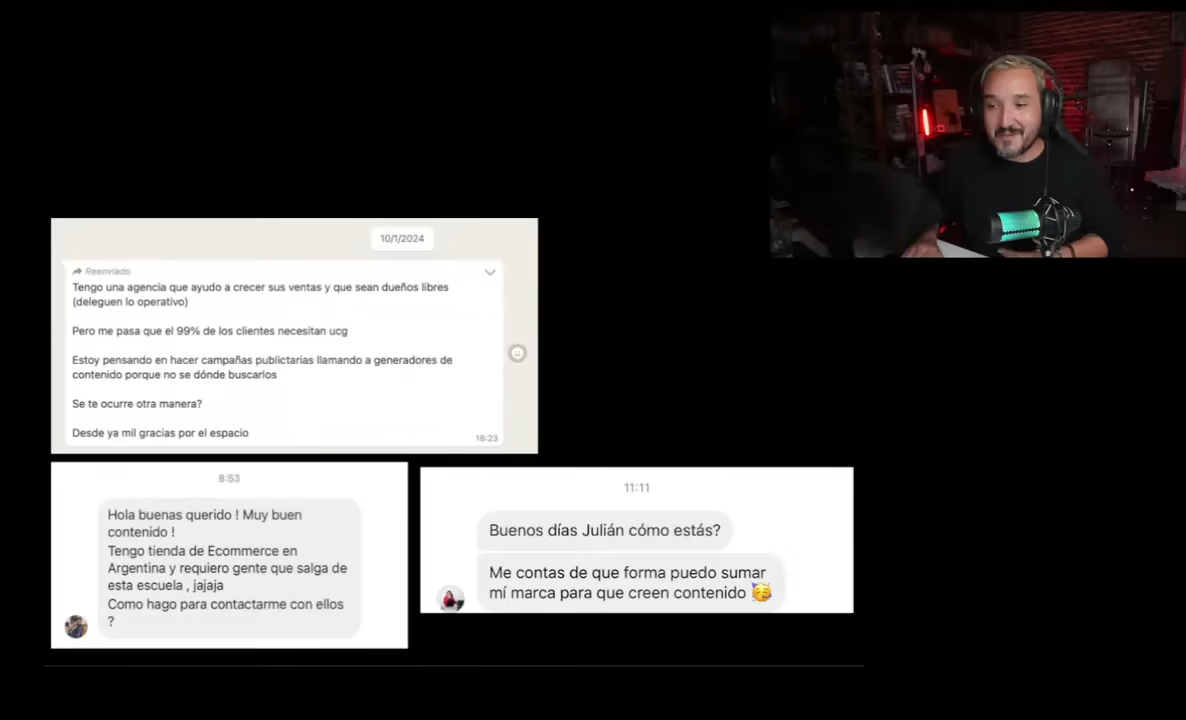 10/1/2024
Reenviado
Tengo una agencia que ayudo a crecer sus ventas y que sean dueños libres
(deleguen lo operativo)
Pero me pasa que el 99% de los clientes necesitan ucg
Estoy pensando en hacer campañas publictarias llamando a generadores de
contenido porque no se dónde buscarlos
Se te ocurre otra manera?
Desde ya mil gracias por el espacio
16:23
8:53
Hola buenas querido ! Muy buen
contenido !
Tengo tienda de Ecommerce en
Argentina y requiero gente que salga de
esta escuela , jajaja
Como hago para contactarme con ellos
?
11:11
Buenos días Julián cómo estás?
Me contas de que forma puedo sumar
mí marca para que creen contenido 🥳